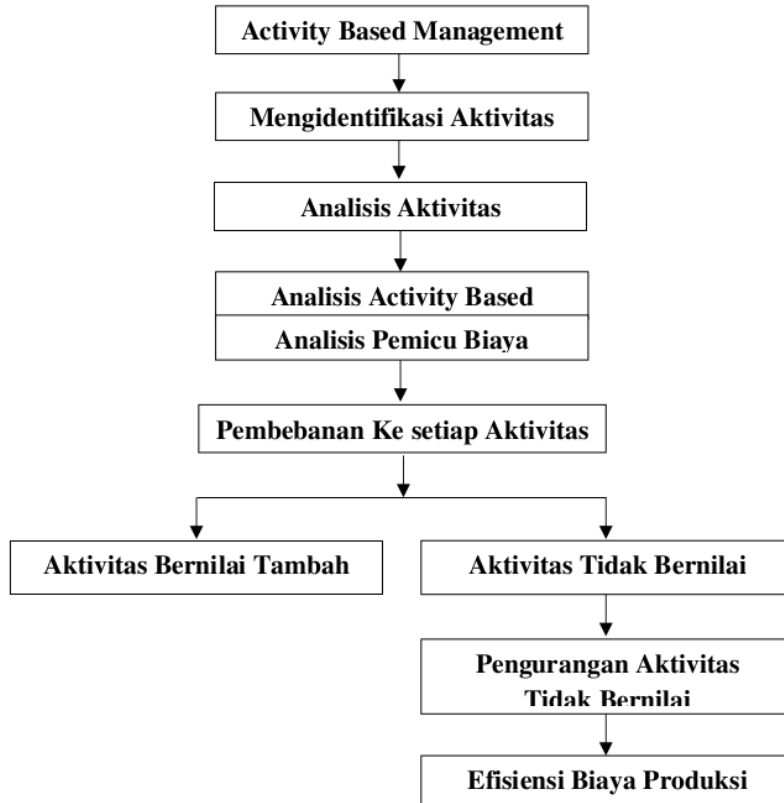 Activity Based Management
Mengidentifikasi Aktivitas
Analisis Aktivitas
Analisis Activity Based
Analisis Pemicu Biaya
Pembebanan Ke setiap Aktivitas
Aktivitas Bernilai Tambah
Aktivitas Tidak Bernilai
Pengurangan Aktivitas
Tidak Bernilai
Efisiensi Biaya Produksi